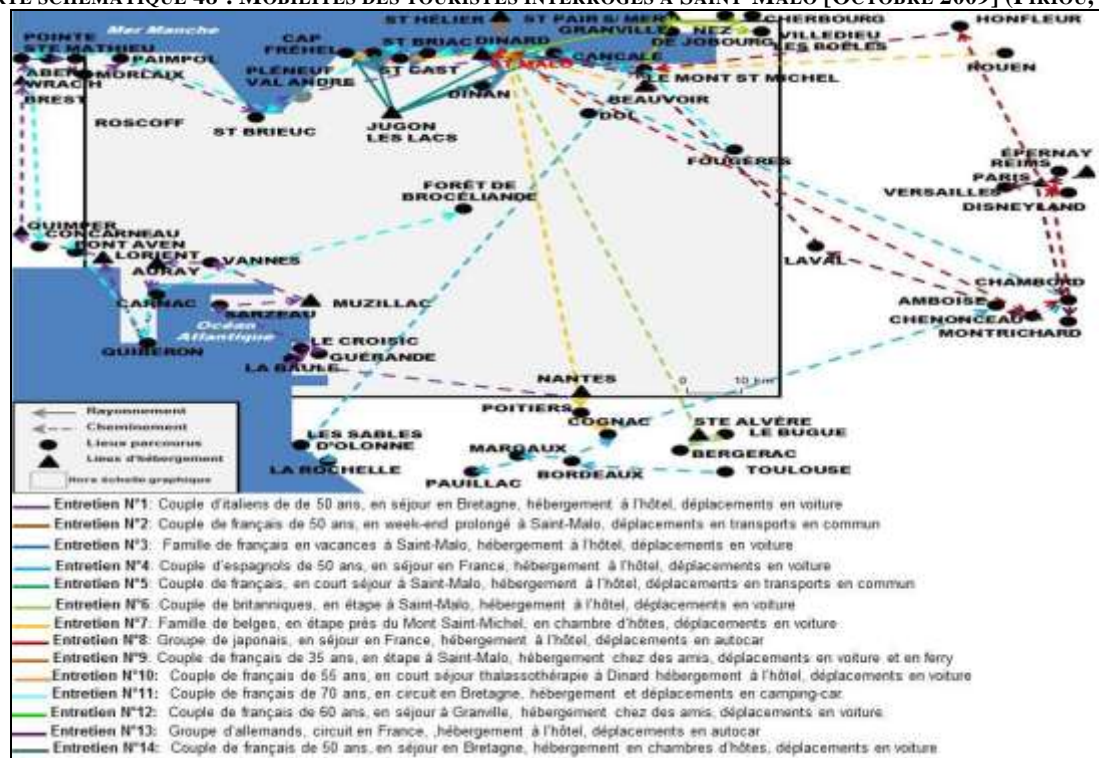 CARTE SCHÉMATIQUE 48 : MOBILITÉS DES TOURISTES INTERROGÉS À SAINT-MALO [OCTOBRE 2009] (PIRIOU,
Mer Manche
ST HÉLIER
ST PAIR S/ MER
GRANVILLE
NEZ
DE JOBOURG
CHERBOURG
VILLEDIEU
LES BOËLES
HONFLEUR
POINTE
STE MATHIEU
PAIMPOL
CAP
FRÉHEL
ST BRIAC
DINARD
ST MALO
CANCALE
ROUEN
ABER
WRACH
MORLAIX
BREST
PLÉNEUF
VAL ANDRE
ST CAST
DINAN
LE MONT ST MICHEL
BEAUVOIR
ROSCOFF
ST BRIEUC
JUGON
LES LACS
DOL
FOUGÈRES
ÉPERNAY
REIMS
PARIS
VERSAILLES
DISNEYLAND
FORÊT DE
BROCÉLIANDE
QUIMPER
CONCARNEAU
PONT AVEN
LORIENT
AURAY
VANNES
LAVAL
CHAMBORD
CARNAC
SARZEAU
MUZILLAC
AMBOISE
CHENONCEAU
MONTRICHARD
Océan
Atlantique
QUIBERON
LE CROISIC
GUÉRANDE
LA BAULE
NANTES
0 10 km
POITIERS
COGNAC
STE ALVÈRE
LE BUGUE
LES SABLES
D'OLONNE
MARGAUX
BERGERAC
LA ROCHELLE
PAUILLAC
BORDEAUX
TOULOUSE
Rayonnement
Cheminement
Lieux parcourus
Lieux d'hébergement
Hors échelle graphique
Entretien N°1: Couple d'italiens de de 50 ans, en séjour en Bretagne, hébergement à l'hôtel, déplacements en voiture
Entretien N°2: Couple de français de 50 ans, en week-end prolongé à Saint-Malo, déplacements en transports en commun
Entretien N°3: Famille de français en vacances à Saint-Malo, hébergement à l'hôtel, déplacements en voiture
Entretien N°4: Couple d'espagnols de 50 ans, en séjour en France, hébergement à l'hôtel, déplacements en voiture
Entretien N°5: Couple de français, en court séjour à Saint-Malo, hébergement à l'hôtel, déplacements en transports en commun
Entretien N°6: Couple de britanniques, en étape à Saint-Malo, hébergement à l'hôtel, déplacements en voiture
Entretien N°7: Famille de belges, en étape près du Mont Saint-Michel, en chambre d'hôtes, déplacements en voiture
Entretien N°8: Groupe de japonais, en séjour en France, hébergement à l'hôtel, déplacements en autocar
Entretien N°9: Couple de français de 35 ans, en étape à Saint-Malo, hébergement chez des amis, déplacements en voiture et en ferry
Entretien N°10: Couple de français de 55 ans, en court séjour thalassothérapie à Dinard hébergement à l'hôtel, déplacements en voiture
Entretien N°11: Couple de français de 70 ans, en circuit en Bretagne, hébergement et déplacements en camping-car
Entretien N°12: Couple de français de 60 ans, en séjour à Granville, hébergement chez des amis, déplacements en voiture
Entretien N°13: Groupe d'allemands, circuit en France, ,hébergement à l'hôtel, déplacements en autocar
Entretien N°14: Couple de français de 50 ans, en séjour en Bretagne, hébergement en chambres d'hôtes, déplacements en voiture